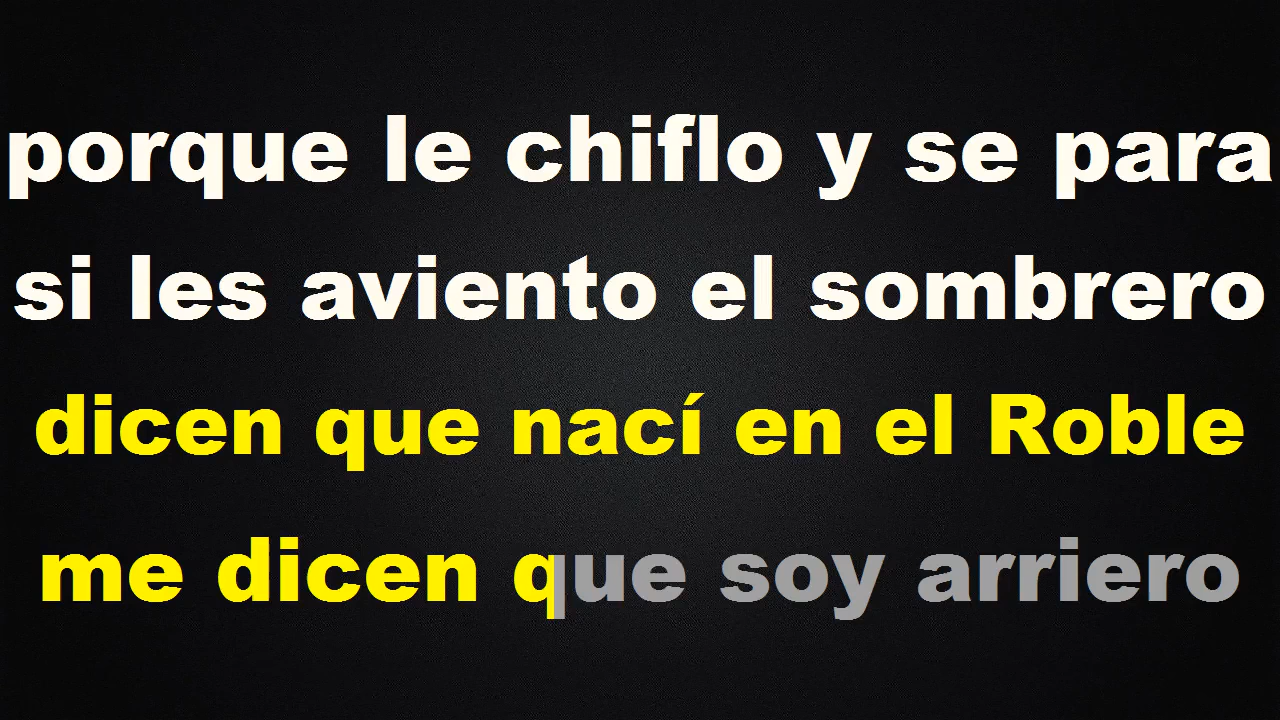 porque le chiflo y se para
si les aviento el sombrero
dicen que nací en el Roble
me dicen que soy arriero